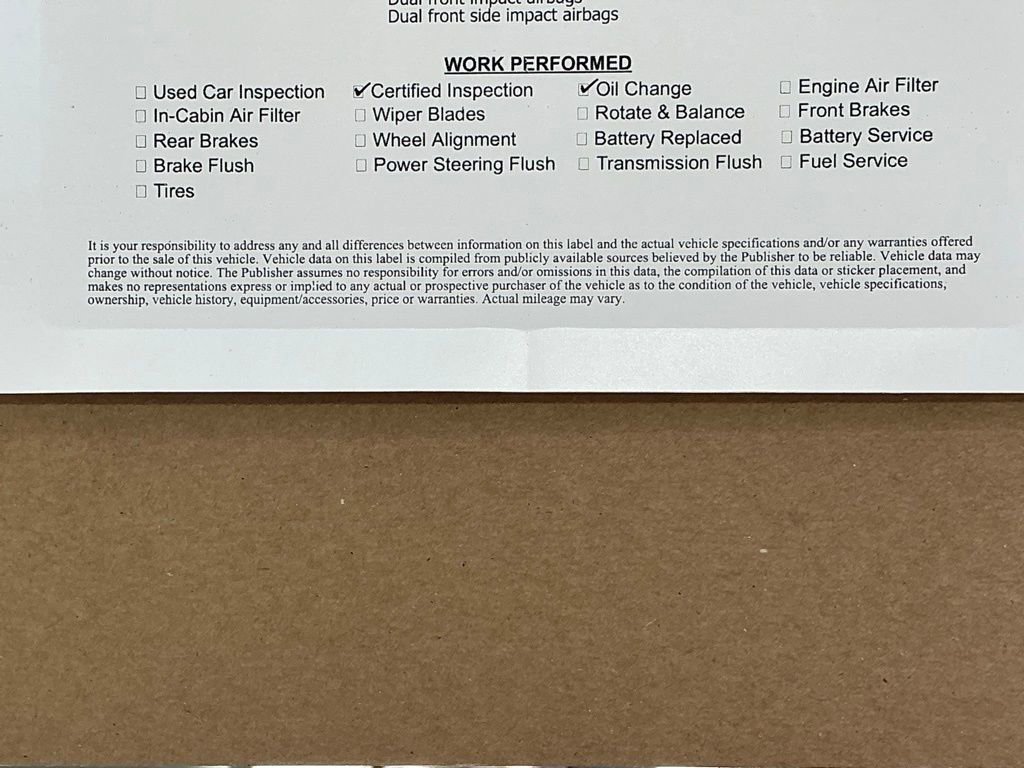 Dual front impact airbags
Dual front side impact airbags
WORK PERFORMED
Used Car Inspection ✓Certified Inspection ✓Oil Change Engine Air Filter
In-Cabin Air Filter Wiper Blades Rotate & Balance Front Brakes
Rear Brakes Wheel Alignment Battery Replaced Battery Service
Brake Flush Power Steering Flush Transmission Flush Fuel Service
Tires
It is your responsibility to address any and all differences between information on this label and the actual vehicle specifications and/or any warranties offered
prior to the sale of this vehicle. Vehicle data on this label is compiled from publicly available sources believed by the Publisher to be reliable. Vehicle data may
change without notice. The Publisher assumes no responsibility for errors and/or omissions in this data, the compilation of this data or sticker placement, and
makes no representations express or implied to any actual or prospective purchaser of the vehicle as to the condition of the vehicle, vehicle specifications,
ownership, vehicle history, equipment/accessories, price or warranties. Actual mileage may vary.